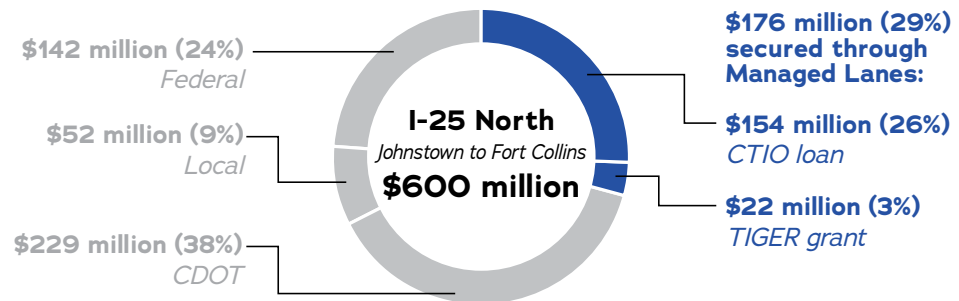 $142 million (24%)
Federal
$52 million (9%)
Local
$229 million (38%)
CDOT
I-25 North
Johnstown to Fort Collins
$600 million
$176 million (29%)
secured through
Managed Lanes:
$154 million (26%)
CTIO loan
$22 million (3%)
TIGER grant